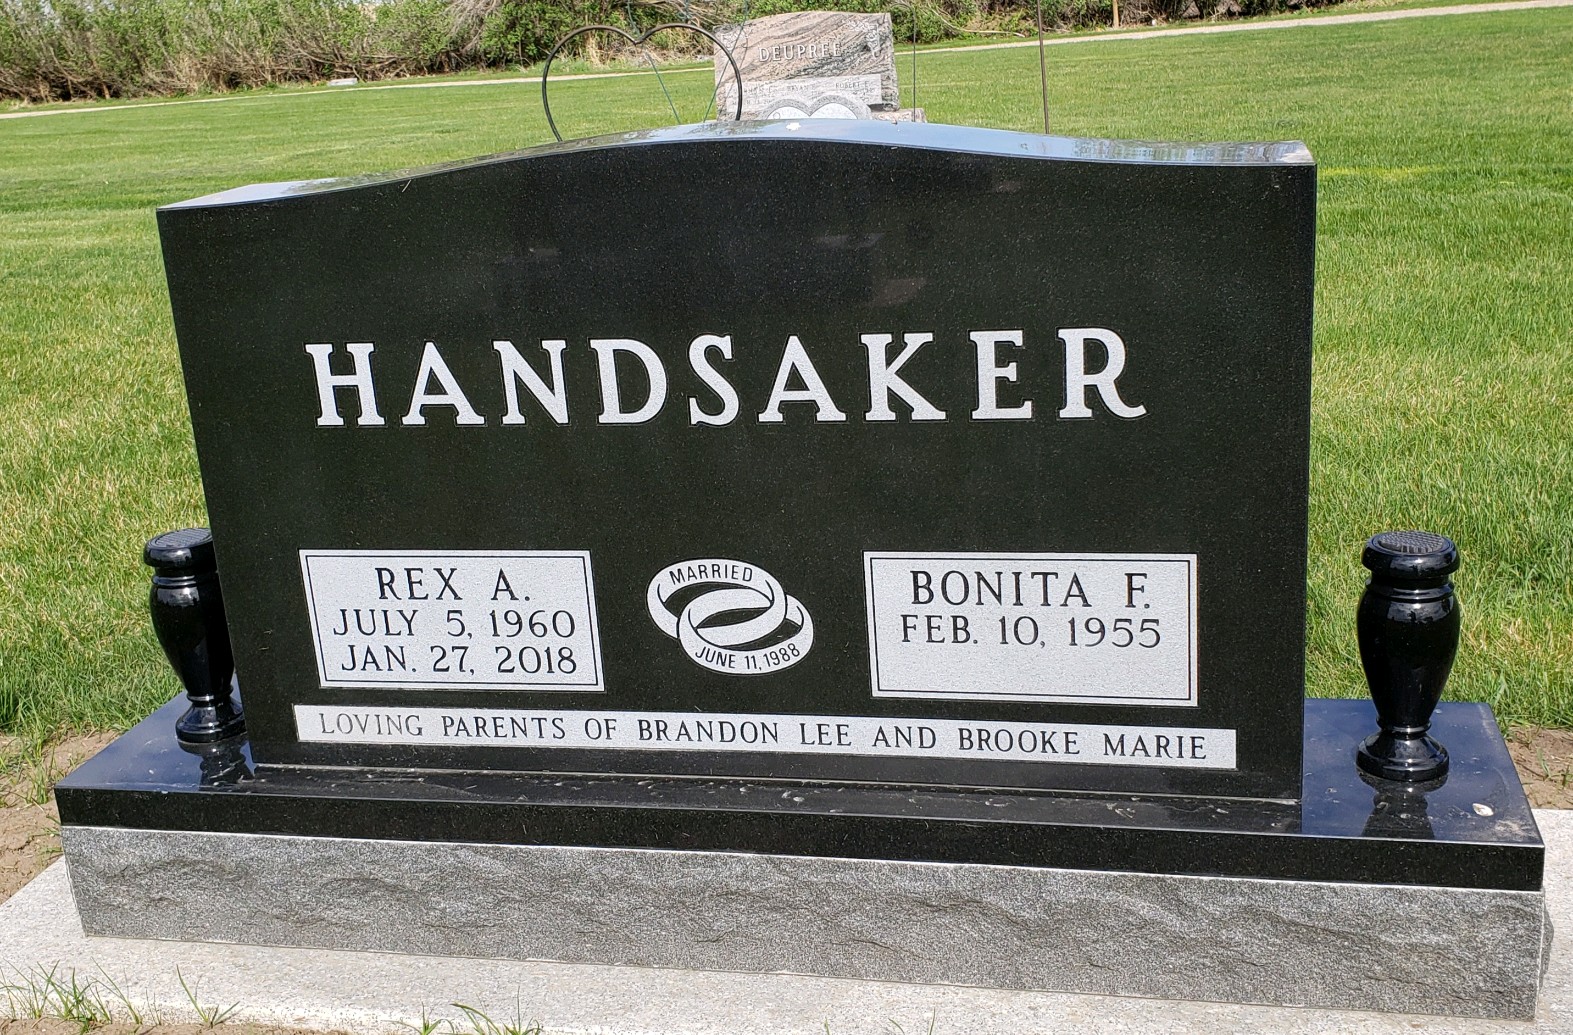 DEUPREE
HANDSAKER
REX A.
JULY 5, 1960
JAN. 27, 2018
MARRIED
JUNE 11, 1988
BONITA F.
FEB. 10, 1955
LOVING PARENTS OF BRANDON LEE AND BROOKE MARIE